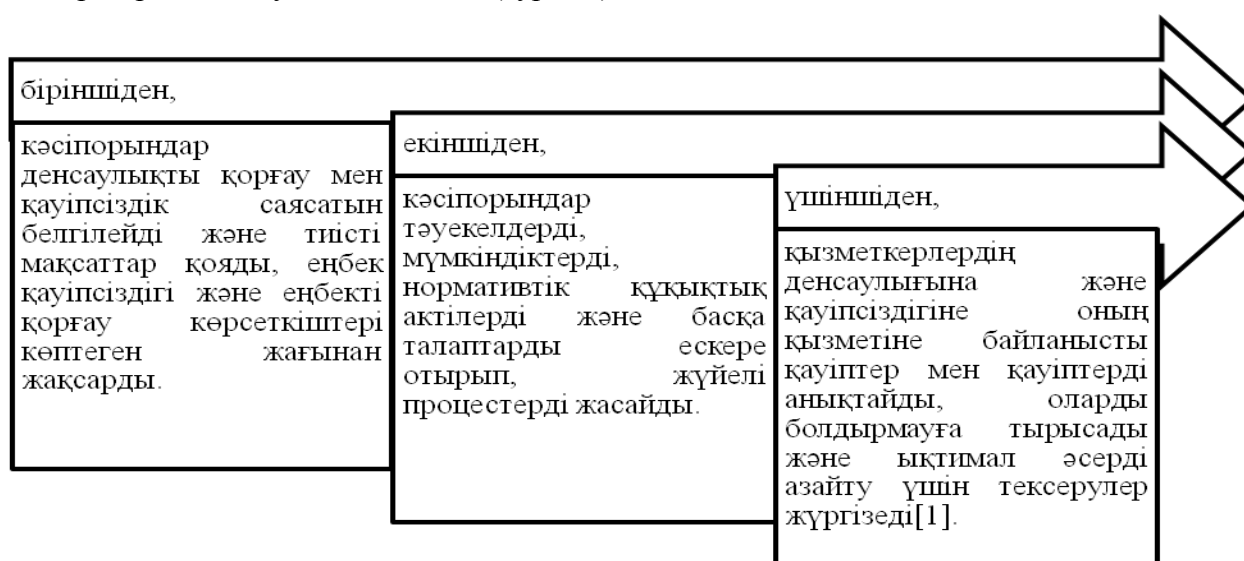 біріншіден,
кәсіпорындар
денсаулықты қорғау мен
қауіпсіздік саясатын
белгілейді және тиісті
мақсаттар қояды, еңбек
қауіпсіздігі және еңбекті
қорғау көрсеткіштері
көптеген жағынан
жақсарды.
екіншіден,
кәсіпорындар
тәуекелдерді,
мүмкіндіктерді,
нормативтік құқықтық
актілерді және басқа
талаптарды ескере
отырып, жүйелі
процестерді жасайды.
үшіншіден,
қызметкерлердің
денсаулығына және
қауіпсіздігіне оның
қызметіне байланысты
қауіптер мен қауіптерді
анықтайды, оларды
болдырмауға тырысады
және ықтимал әсерді
азайту үшін тексерулер
жүргізеді[1].